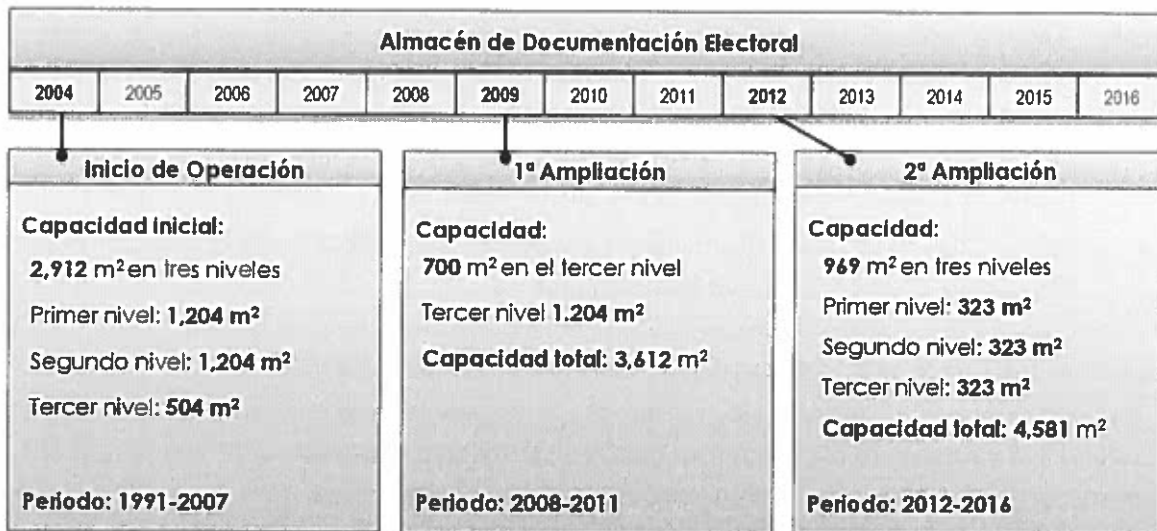 Almacén de Documentación Electoral
2004 2005 2006 2007 2008 2009 2010 2011 2012 2013 2014 2015 2016
Inicio de Operación
Capacidad Inicial:
2,912 m² en tres niveles
Primer nivel: 1,204 m²
Segundo nivel: 1,204 m²
Tercer nivel: 504 m²
Periodo: 1991-2007
1ª Ampliación
Capacidad:
700 m² en el tercer nivel
Tercer nivel 1.204 m²
Capacidad total: 3,612 m²
Periodo: 2008-2011
2ª Ampliación
Capacidad:
969 m² en tres niveles
Primer nivel: 323 m²
Segundo nivel: 323 m²
Tercer nivel: 323 m²
Capacidad total: 4,581 m²
Periodo: 2012-2016